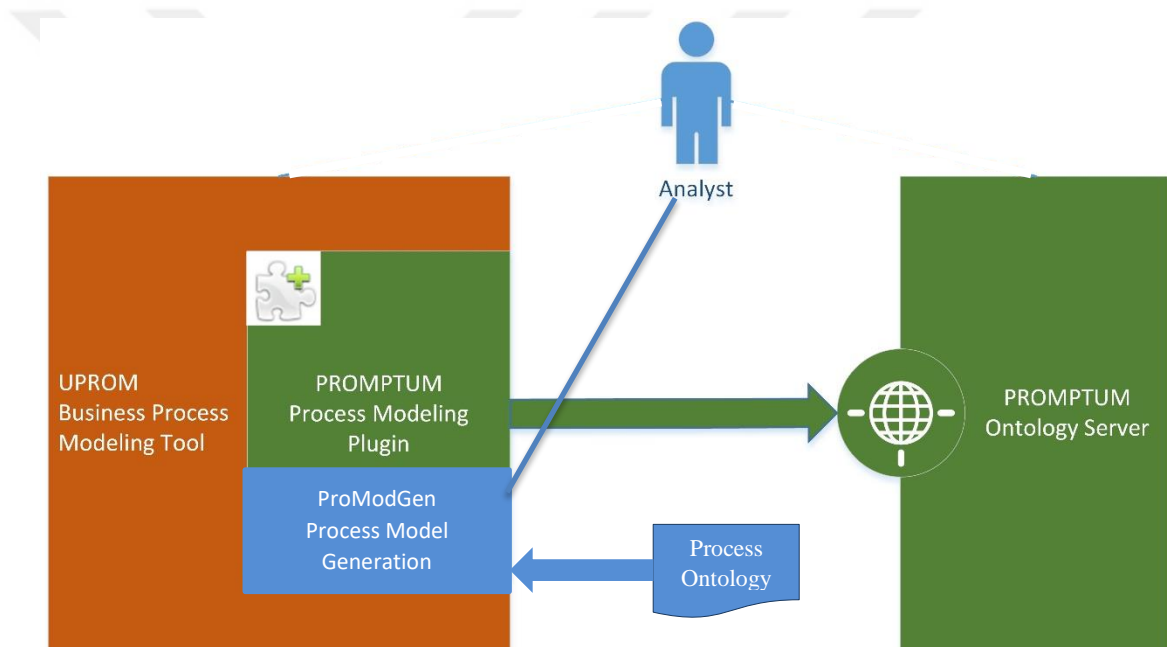 Analyst
UPROM
Business Process
Modeling Tool
PROMPTUM
Process Modeling
Plugin
PROMPTUM
Ontology Server
ProModGen
Process Model
Generation
Process
Ontology